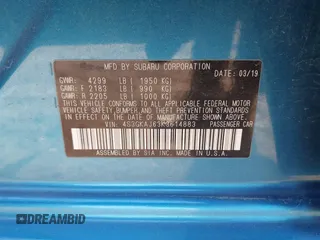 MFD. BY SUBARU CORPORATION
GVWR: 4299 LB ( 1950 KG) DATE: 03/19
GAWR: F 2183 LB ( 990 KG)
GAWR: R 2205 LB ( 1000 KG)
THIS VEHICLE CONFORMS TO ALL APPLICABLE FEDERAL MOTOR
VEHICLE SAFETY, BUMPER AND THEFT
PREVENTION STANDARDS IN EFFECT ON THE
DATE OF MANUFACTURE SHOWN ABOVE.
VIN: PASSENGER CAR
ASSEMBLED BY SIA INC. MADE IN U.S.A.
DREAMBID